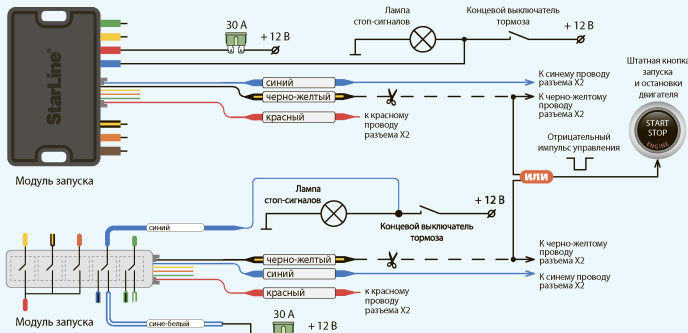 30 А
+ 12 В
Лампа
стоп-сигналов
Концевой выключатель
тормоза
+ 12 В
StarLine®
синий
черно-желтый
красный
к красному
проводу
разъема X2
К синему проводу
разъема X2
К черно-желтому
проводу
разъема X2
Штатная кнопка
запуска
и остановки
двигателя
START
STOP
ENGINE
Отрицательный
импульс управления
или
Модуль запуска
Лампа
стоп-сигналов
+ 12 В
Концевой выключатель
тормоза
синий
черно-желтый
синий
красный
к красному
проводу
разъема X2
К черно-желтому
проводу
разъема X2
К синему проводу
разъема X2
Модуль запуска
сине-белый
30 А
+ 12 В